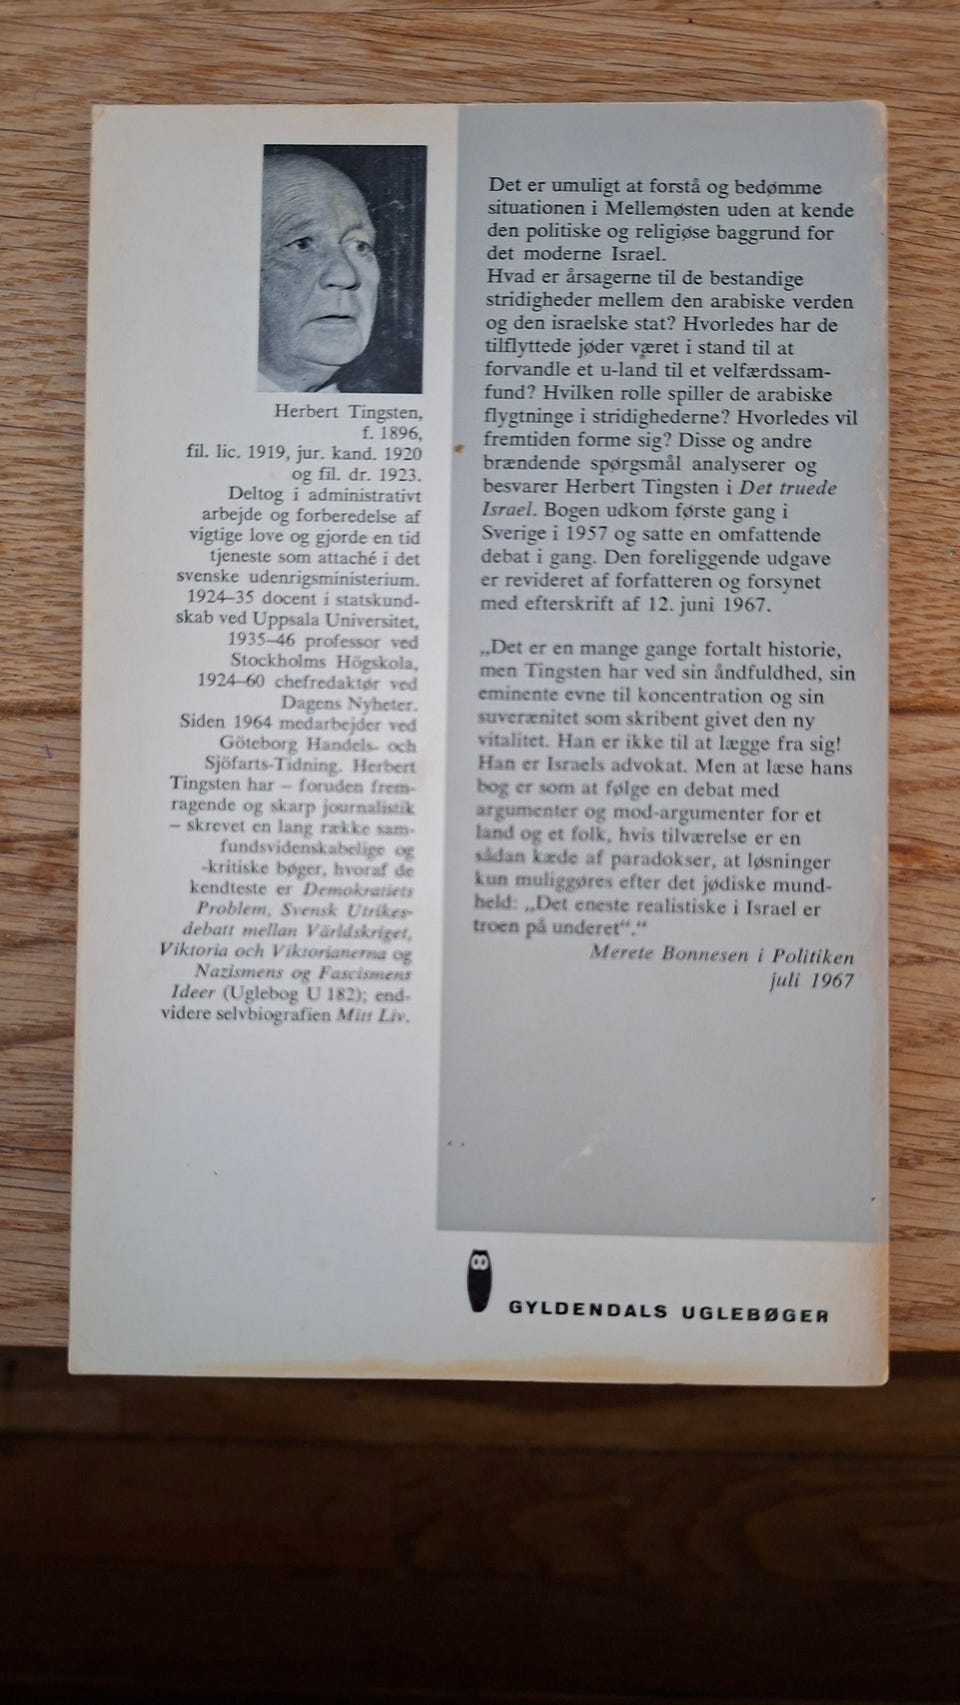 Herbert Tingsten,
f. 1896,
fil. lic. 1919, jur. kand. 1920
og fil. dr. 1923.
Deltog i administrativt
arbejde og forberedelse af
vigtige love og gjorde en tid
tjeneste som attaché i det
svenske udenrigsministerium.
1924–35 docent i statskund-
skab ved Uppsala Universitet,
1935–46 professor ved
Stockholms Högskola,
1924–60 chefredaktør ved
Dagens Nyheter.
Siden 1964 medarbejder ved
Göteborg Handels- och
Sjöfarts-Tidning. Herbert
Tingsten har – foruden frem-
ragende og skarp journalistik
– skrevet en lang række sam-
fundsvidenskabelige og
-kritiske bøger, hvoraf de
kendteste er Demokratiets
Problem, Svensk Utrikes-
debatt mellan Världskriget,
Viktoria och Viktorianerna og
Nazismens og Fascismens
Ideer (Uglebog U 182); end-
videre selvbiografien Mitt Liv.
Det er umuligt at forstå og bedømme
situationen i Mellemøsten uden at kende
den politiske og religiøse baggrund for
det moderne Israel.
Hvad er årsagerne til de bestandige
stridigheder mellem den arabiske verden
og den israelske stat? Hvorledes har de
tilflyttede jøder været i stand til at
forvandle et u-land til et velfærdssam-
fund? Hvilken rolle spiller de arabiske
flygtninge i stridighederne? Hvorledes vil
fremtiden forme sig? Disse og andre
brændende spørgsmål analyserer og
besvarer Herbert Tingsten i Det truede
Israel. Bogen udkom første gang i
Sverige i 1957 og satte en omfattende
debat i gang. Den foreliggende udgave
er revideret af forfatteren og forsynet
med efterskrift af 12. juni 1967.
„Det er en mange gange fortalt historie,
men Tingsten har ved sin åndfuldhed, sin
eminente evne til koncentration og sin
suverænitet som skribent givet den ny
vitalitet. Han er ikke til at lægge fra sig!
Han er Israels advokat. Men at læse hans
bog er som at følge en debat med
argumenter og mod-argumenter for et
land og et folk, hvis tilværelse er en
sådan kæde af paradokser, at løsninger
kun muliggøres efter det jødiske mund-
held: „Det eneste realistiske i Israel er
troen på underet“.“
Merete Bonnesen i Politiken
juli 1967
GYLDENDALS UGLEBØGER